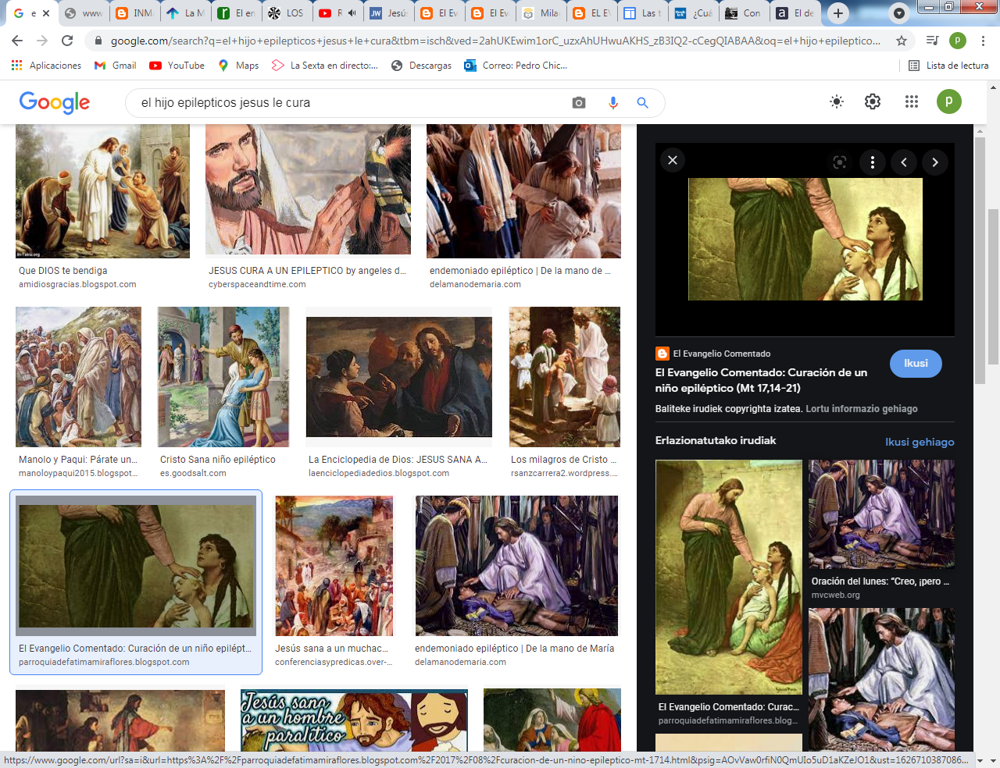 e
www
INM
La M
El en
LOS
R
Jesú
El Ev
El Ev
Mila
EL E
Las t
¿Cuá
Con
El de
google.com/search?q=el+hijo+epilepticos+jesus+le+cura&tbm=isch&ved=2ahUKEwim1orC_uzxAhUHwuAKHS_zB3IQ2-cCegQIABAA&oq=el+hijo+epileptico...
p
Aplicaciones
Gmail
YouTube
Maps
La Sexta en directo:...
Descargas
Correo: Pedro Chic...
Lista de lectura
Google
el hijo epilepticos jesus le cura
p
Que DIOS te bendiga
amidiosgracias.blogspot.com
JESUS CURA A UN EPILEPTICO by angeles d...
cyberspaceandtime.com
endemoniado epiléptico | De la mano de ...
delamanodemaria.com
Manolo y Paqui: Párate un...
manoloypaqui2015.blogspot...
Cristo Sana niño epiléptico
es.goodsalt.com
La Enciclopedia de Dios: JESUS SANA A...
laenciclopediadedios.blogspot.com
Los milagros de Cristo ...
rsanzcarrera2.wordpress....
El Evangelio Comentado: Curación de un niño epilépt...
parroquiadefatimamiraflores.blogspot.com
Jesús sana a un muchac...
conferenciasypredicas.over-...
endemoniado epiléptico | De la mano de María
delamanodemaria.com
Jesús sana
a un hombre
paralítico
El Evangelio Comentado
El Evangelio Comentado: Curación de un
niño epiléptico (Mt 17,14-21)
Ikusi
Baliteke irudiek copyrighta izatea. Lortu informazio gehiago
Erlazionatutako irudiak
Ikusi gehiago
El Evangelio Comentado: Curac...
parroquiadefatimamiraflores.blog...
Oración del lunes: “Creo, ¡pero ...
mvcweb.org
https://www.google.com/url?sa=i&url=https%3A%2F%2Fparroquiadefatimamiraflores.blogspot.com%2F2017%2F08%2Fcuracion-de-un-nino-epileptico-mt-1714.html&psig=AOvVaw0rfiN0QmUIo5uD1aKZeJO1&ust=1626710387086...